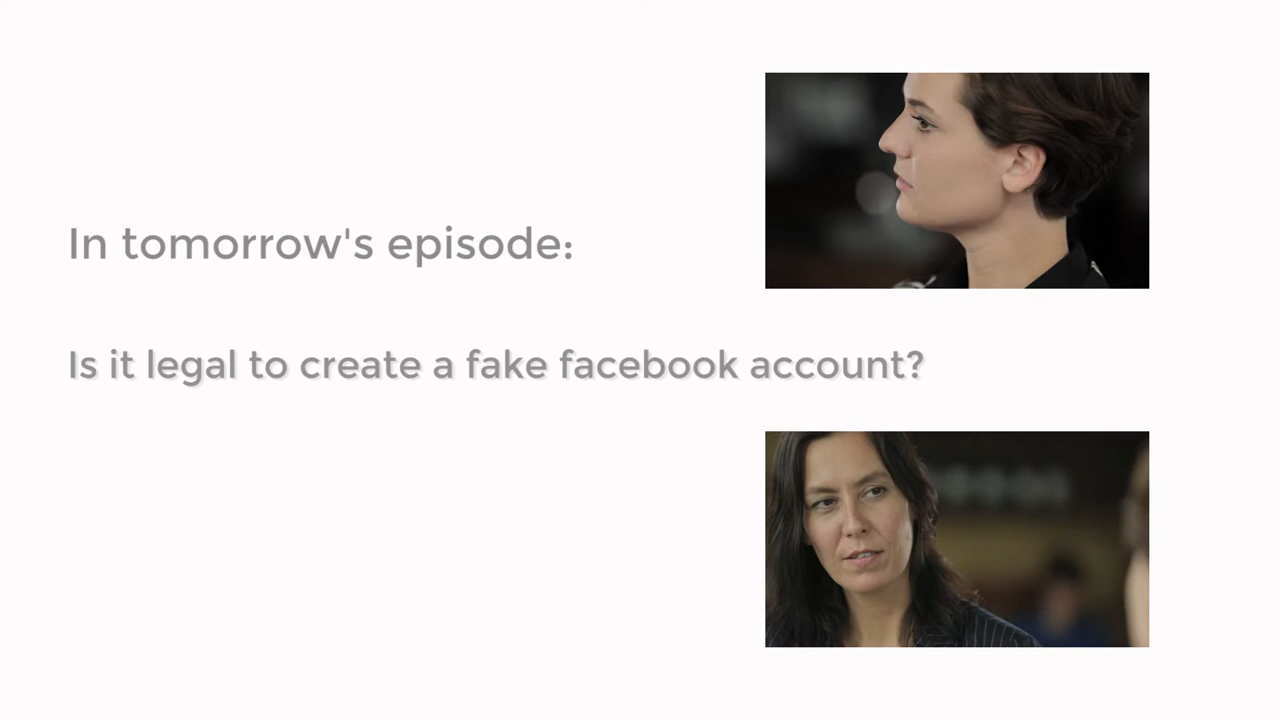 In tomorrow's episode:
Is it legal to create a fake facebook account?